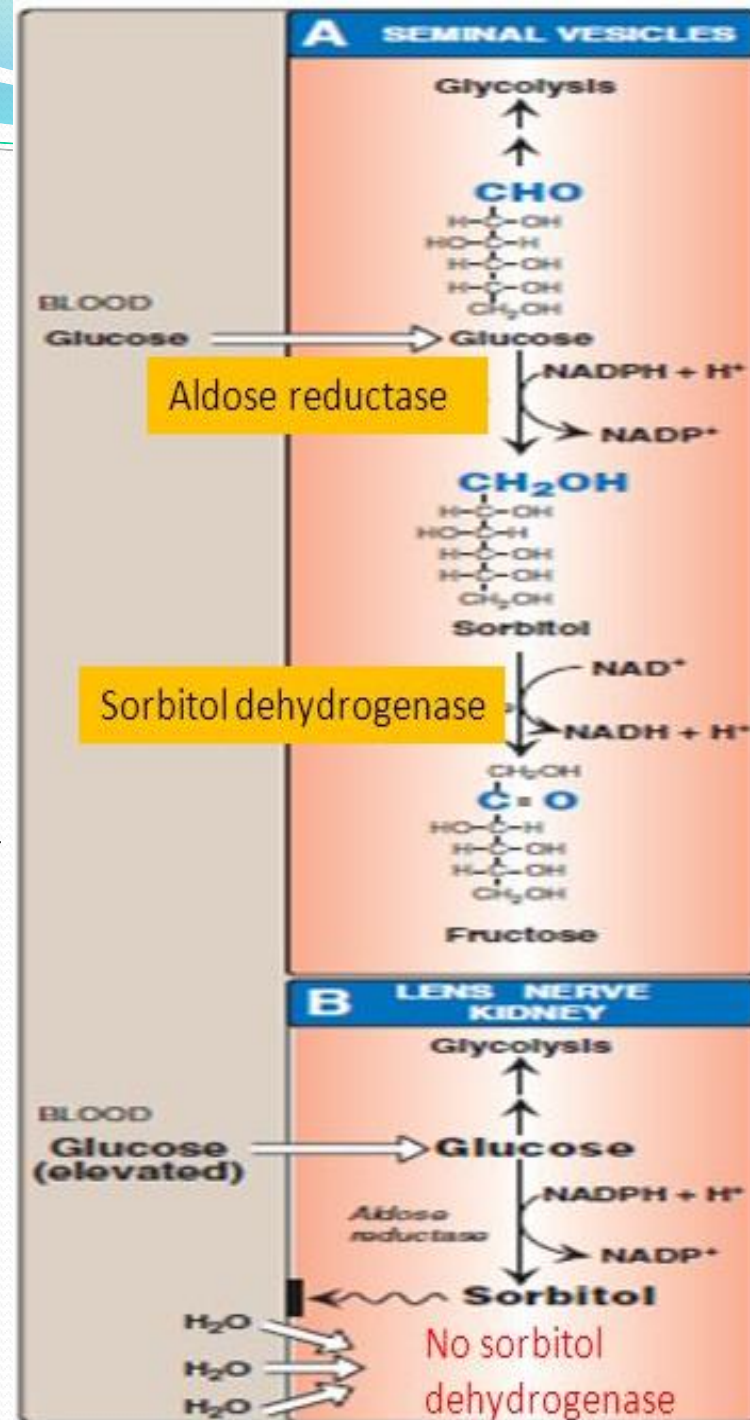 A SEMINAL VESICLES
Glycolysis
CHO
H-C-OH
HO-C-H
H-C-OH
H-C-OH
CH₂OH
BLOOD
Glucose
Glucose
Aldose reductase
NADPH + H⁺
NADP⁺
CH₂OH
H-C-OH
HO-C-H
H-C-OH
H-C-OH
CH₂OH
Sorbitol
Sorbitol dehydrogenase
NAD⁺
NADH + H⁺
CH₂OH
C=O
HO-C-H
H-C-OH
H-C-OH
CH₂OH
Fructose
B LENS NERVE
KIDNEY
Glycolysis
BLOOD
Glucose
(elevated)
Glucose
Aldose
reductase
NADPH + H⁺
NADP⁺
Sorbitol
H₂O
H₂O
H₂O
No sorbitol
dehydrogenase